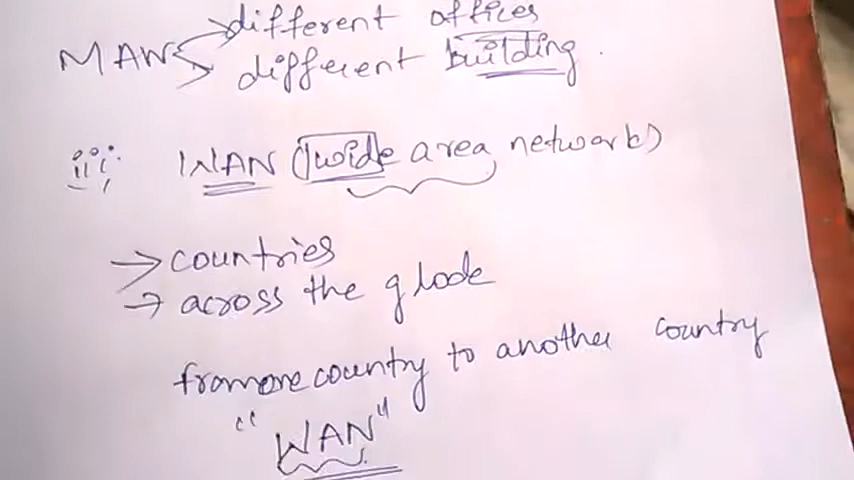 different offices
MAN
different building.
iii) WAN (wide area network)
→ countries
→ across the globe
from one country to another country
"WAN"